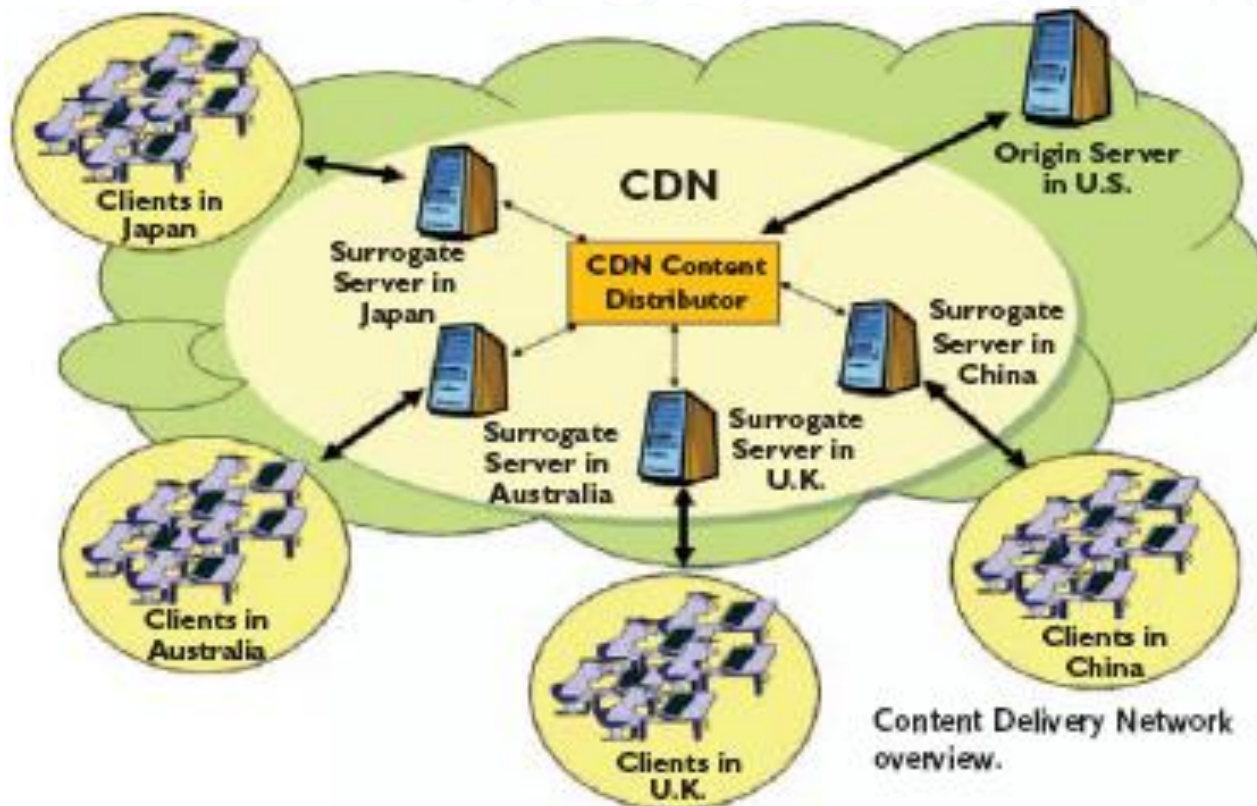 CDN
Origin Server
in U.S.
Clients in
Japan
Surrogate
Server in
Japan
CDN Content
Distributor
Surrogate
Server in
China
Surrogate
Server in
Australia
Surrogate
Server in
U.K.
Clients in
Australia
Clients in
U.K.
Clients in
China
Content Delivery Network
overview.